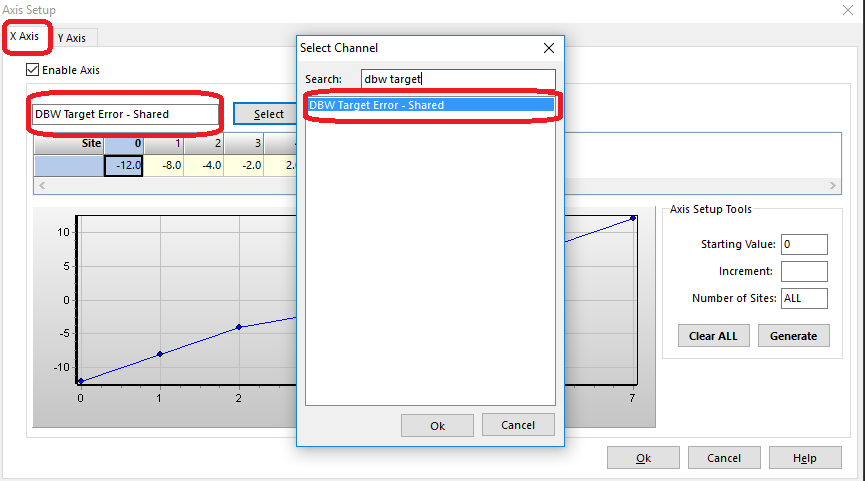 Axis Setup
X Axis
Y Axis
Enable Axis
DBW Target Error - Shared
Select
Site 0 1 2 3
-12.0 -8.0 -4.0 -2.0 2.
10
5
0
-5
-10
0 1 2 7
Select Channel
Search: dbw target
DBW Target Error - Shared
Ok Cancel
Axis Setup Tools
Starting Value: 0
Increment:
Number of Sites: ALL
Clear ALL Generate
Ok Cancel Help